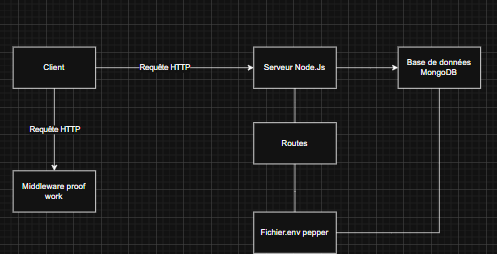 Client
Requête HTTP
Serveur Node.Js
Base de données
MongoDB
Requête HTTP
Routes
Middleware proof
work
Fichier.env pepper